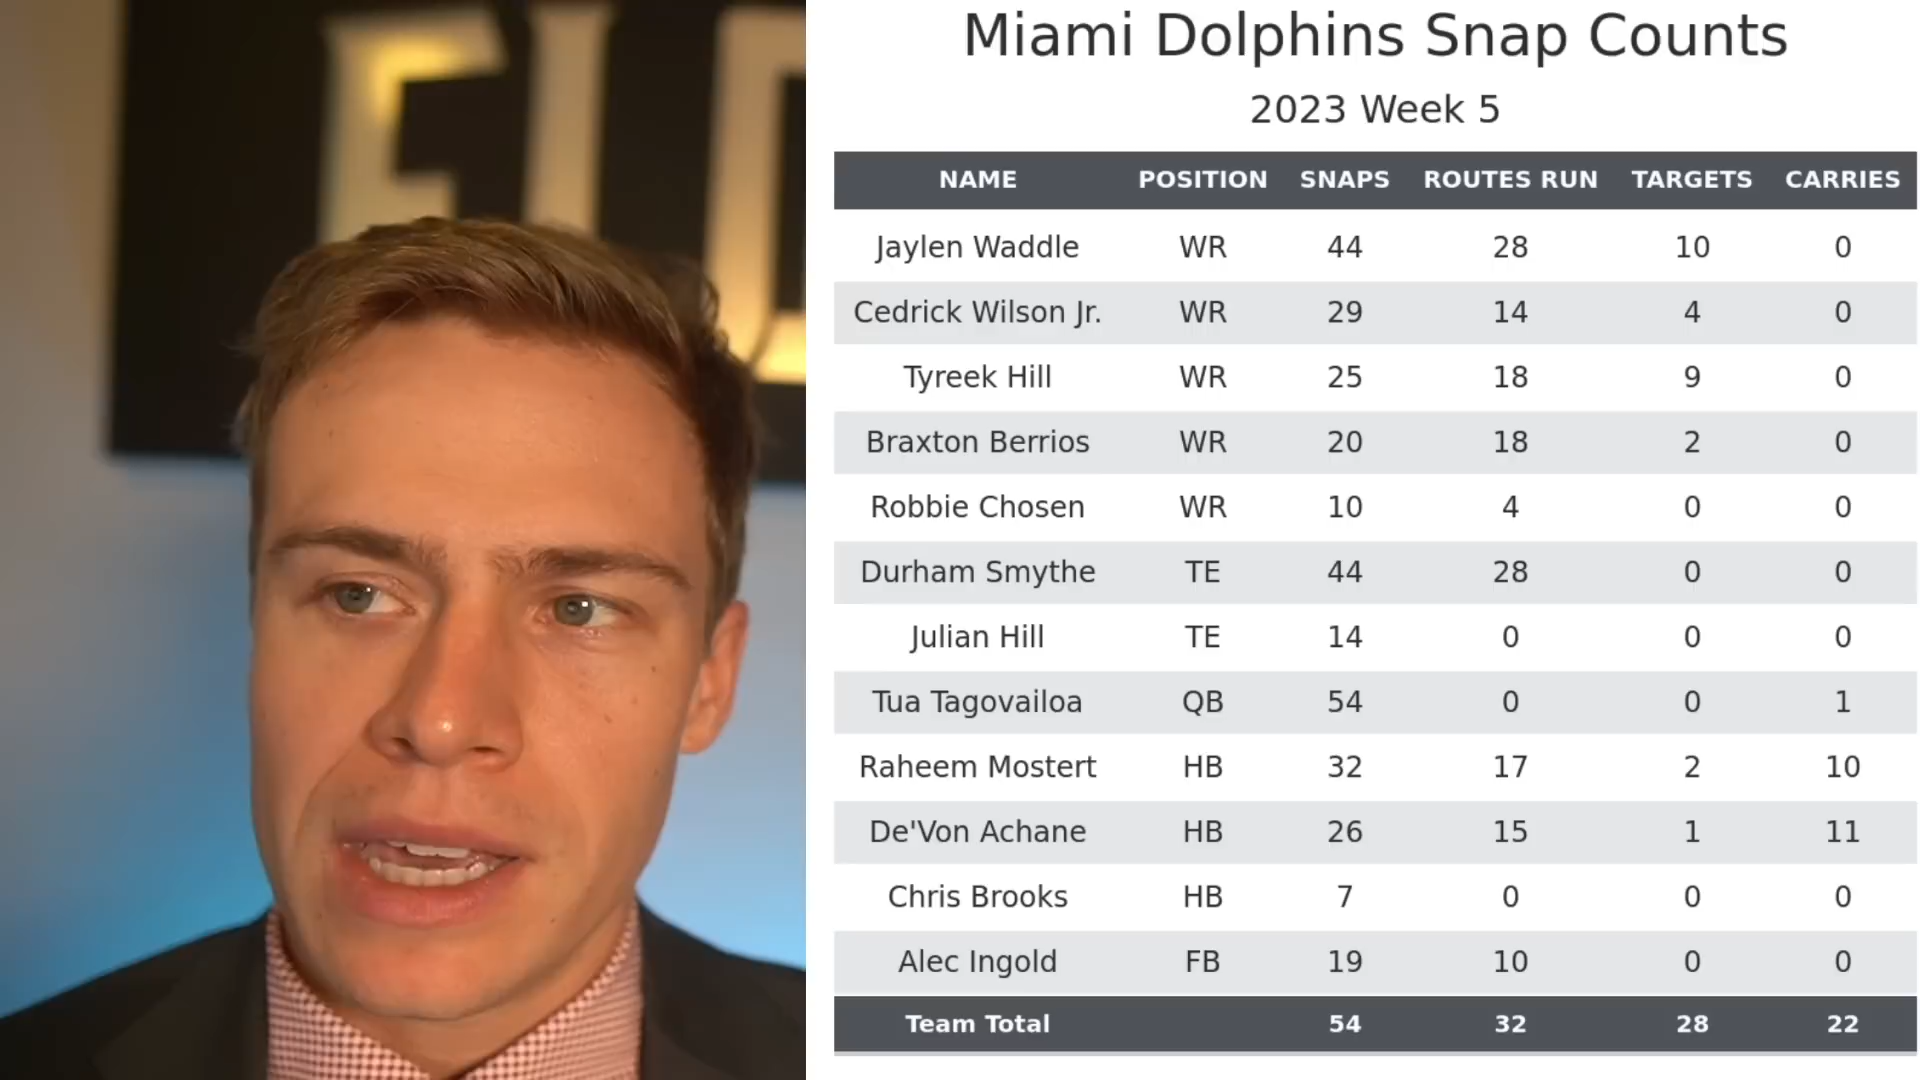 Miami Dolphins Snap Counts
2023 Week 5
NAME POSITION SNAPS ROUTES RUN TARGETS CARRIES
Jaylen Waddle WR 44 28 10 0
Cedrick Wilson Jr. WR 29 14 4 0
Tyreek Hill WR 25 18 9 0
Braxton Berrios WR 20 18 2 0
Robbie Chosen WR 10 4 0 0
Durham Smythe TE 44 28 0 0
Julian Hill TE 14 0 0 0
Tua Tagovailoa QB 54 0 0 1
Raheem Mostert HB 32 17 2 10
De'Von Achane HB 26 15 1 11
Chris Brooks HB 7 0 0 0
Alec Ingold FB 19 10 0 0
Team Total 54 32 28 22